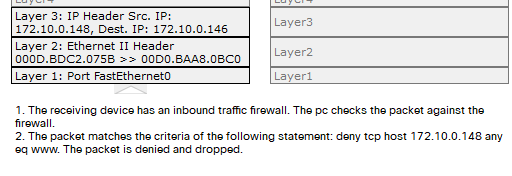 Layer 3: IP Header Src. IP:
172.10.0.148, Dest. IP: 172.10.0.146
Layer3
Layer 2: Ethernet II Header
000D.BDC2.075B >> 00D0.BAA8.0BC0
Layer2
Layer 1: Port FastEthernet0
Layer1
1. The receiving device has an inbound traffic firewall. The pc checks the packet against the
firewall.
2. The packet matches the criteria of the following statement: deny tcp host 172.10.0.148 any
eq www. The packet is denied and dropped.